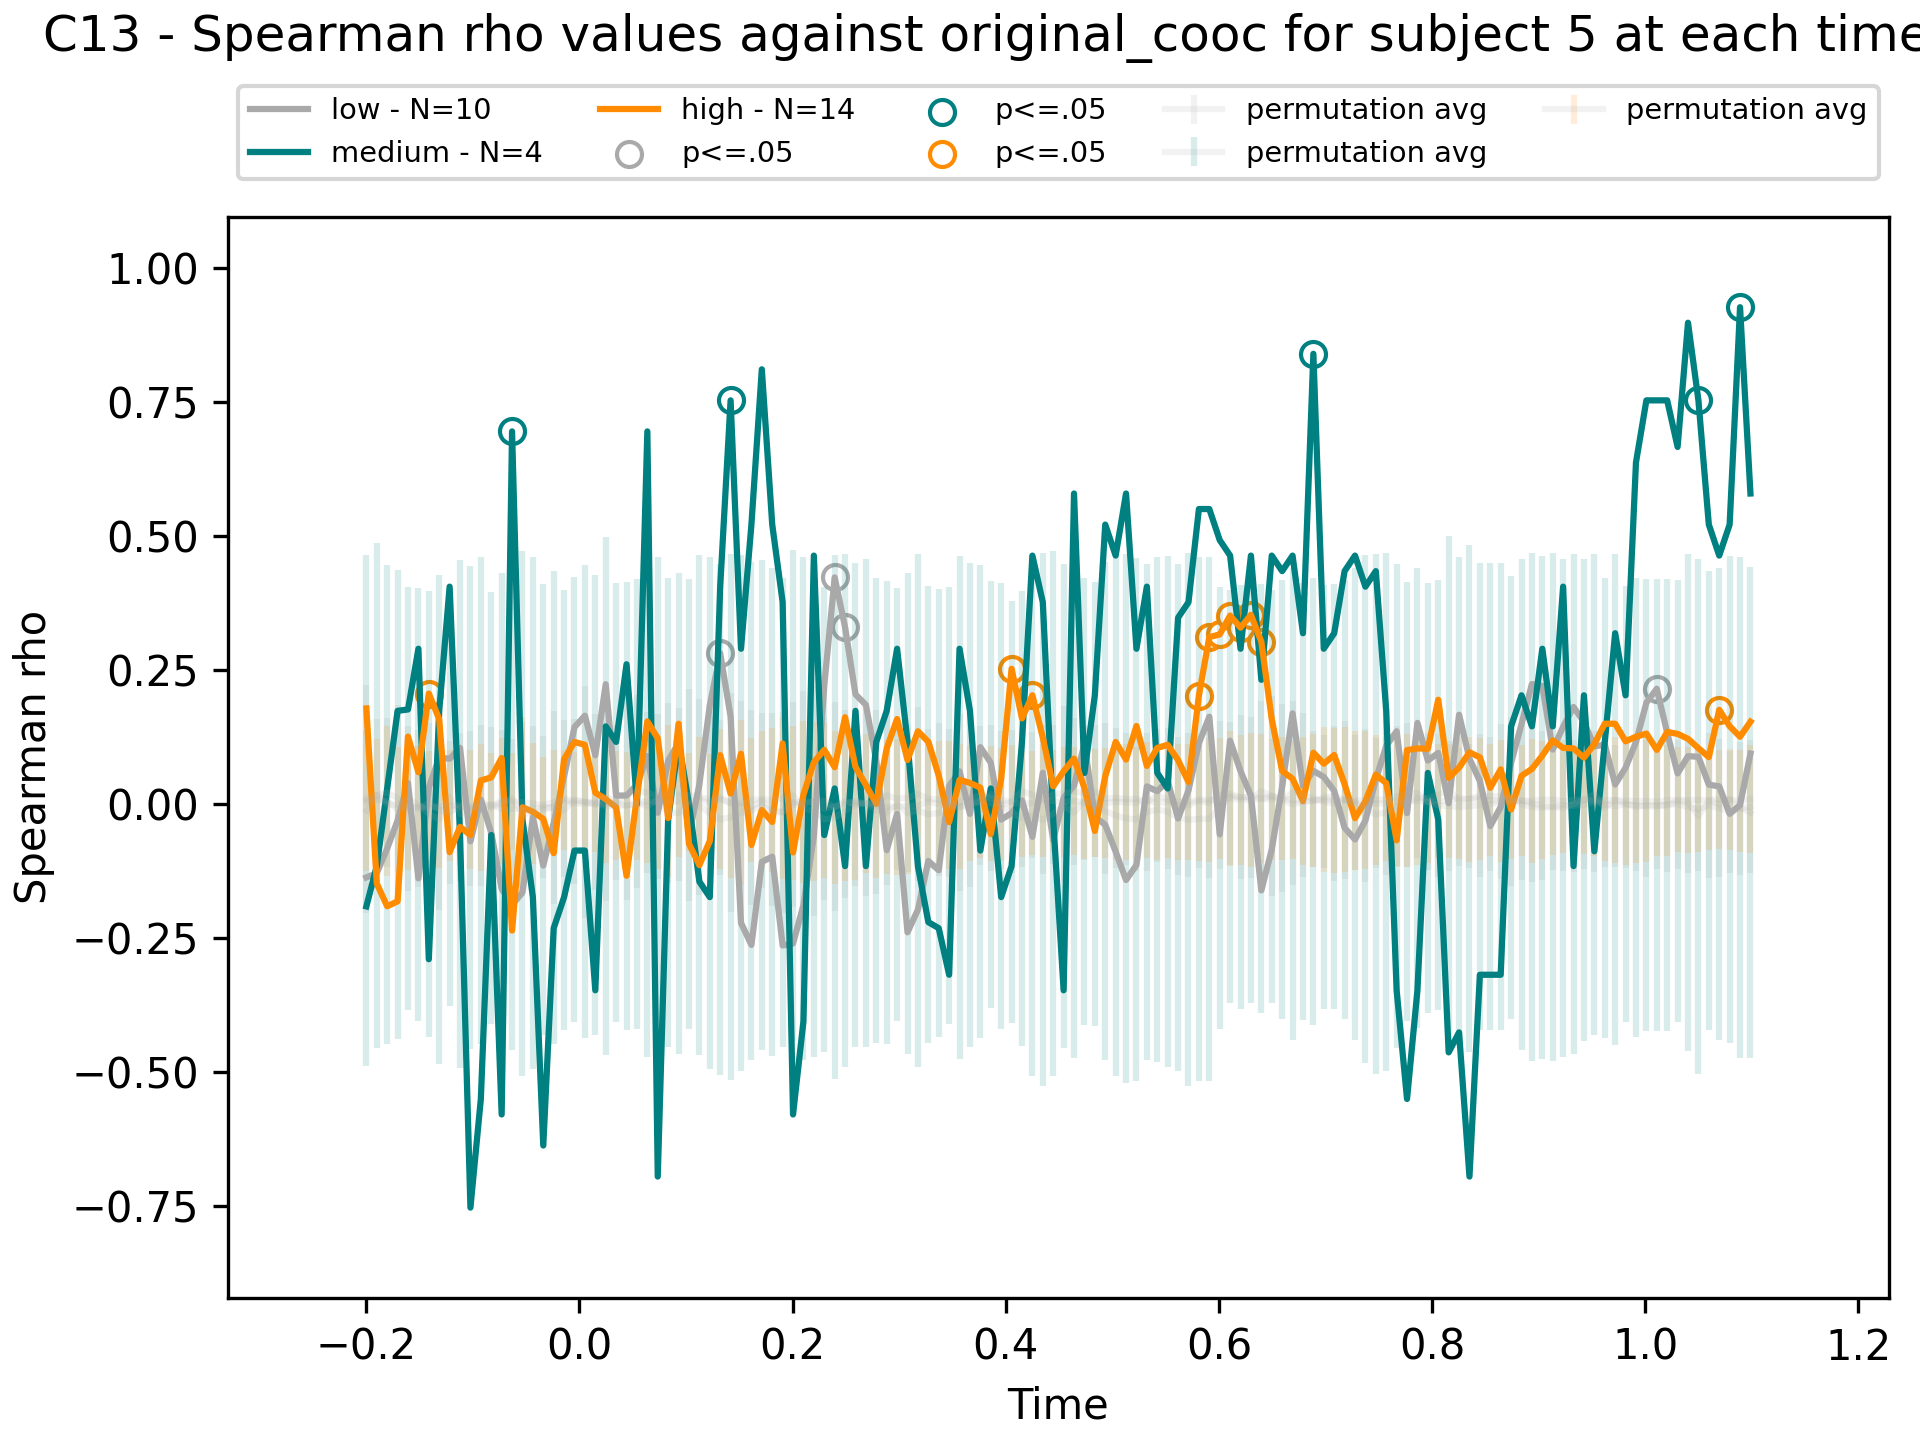 C13 - Spearman rho values against original_cooc for subject 5 at each time
low - N=10
medium - N=4
high - N=14
p<=.05
p<=.05
p<=.05
permutation avg
permutation avg
permutation avg
1.00
0.75
0.50
0.25
0.00
−0.25
−0.50
−0.75
Spearman rho
−0.2 0.0 0.2 0.4 0.6 0.8 1.0 1.2
Time